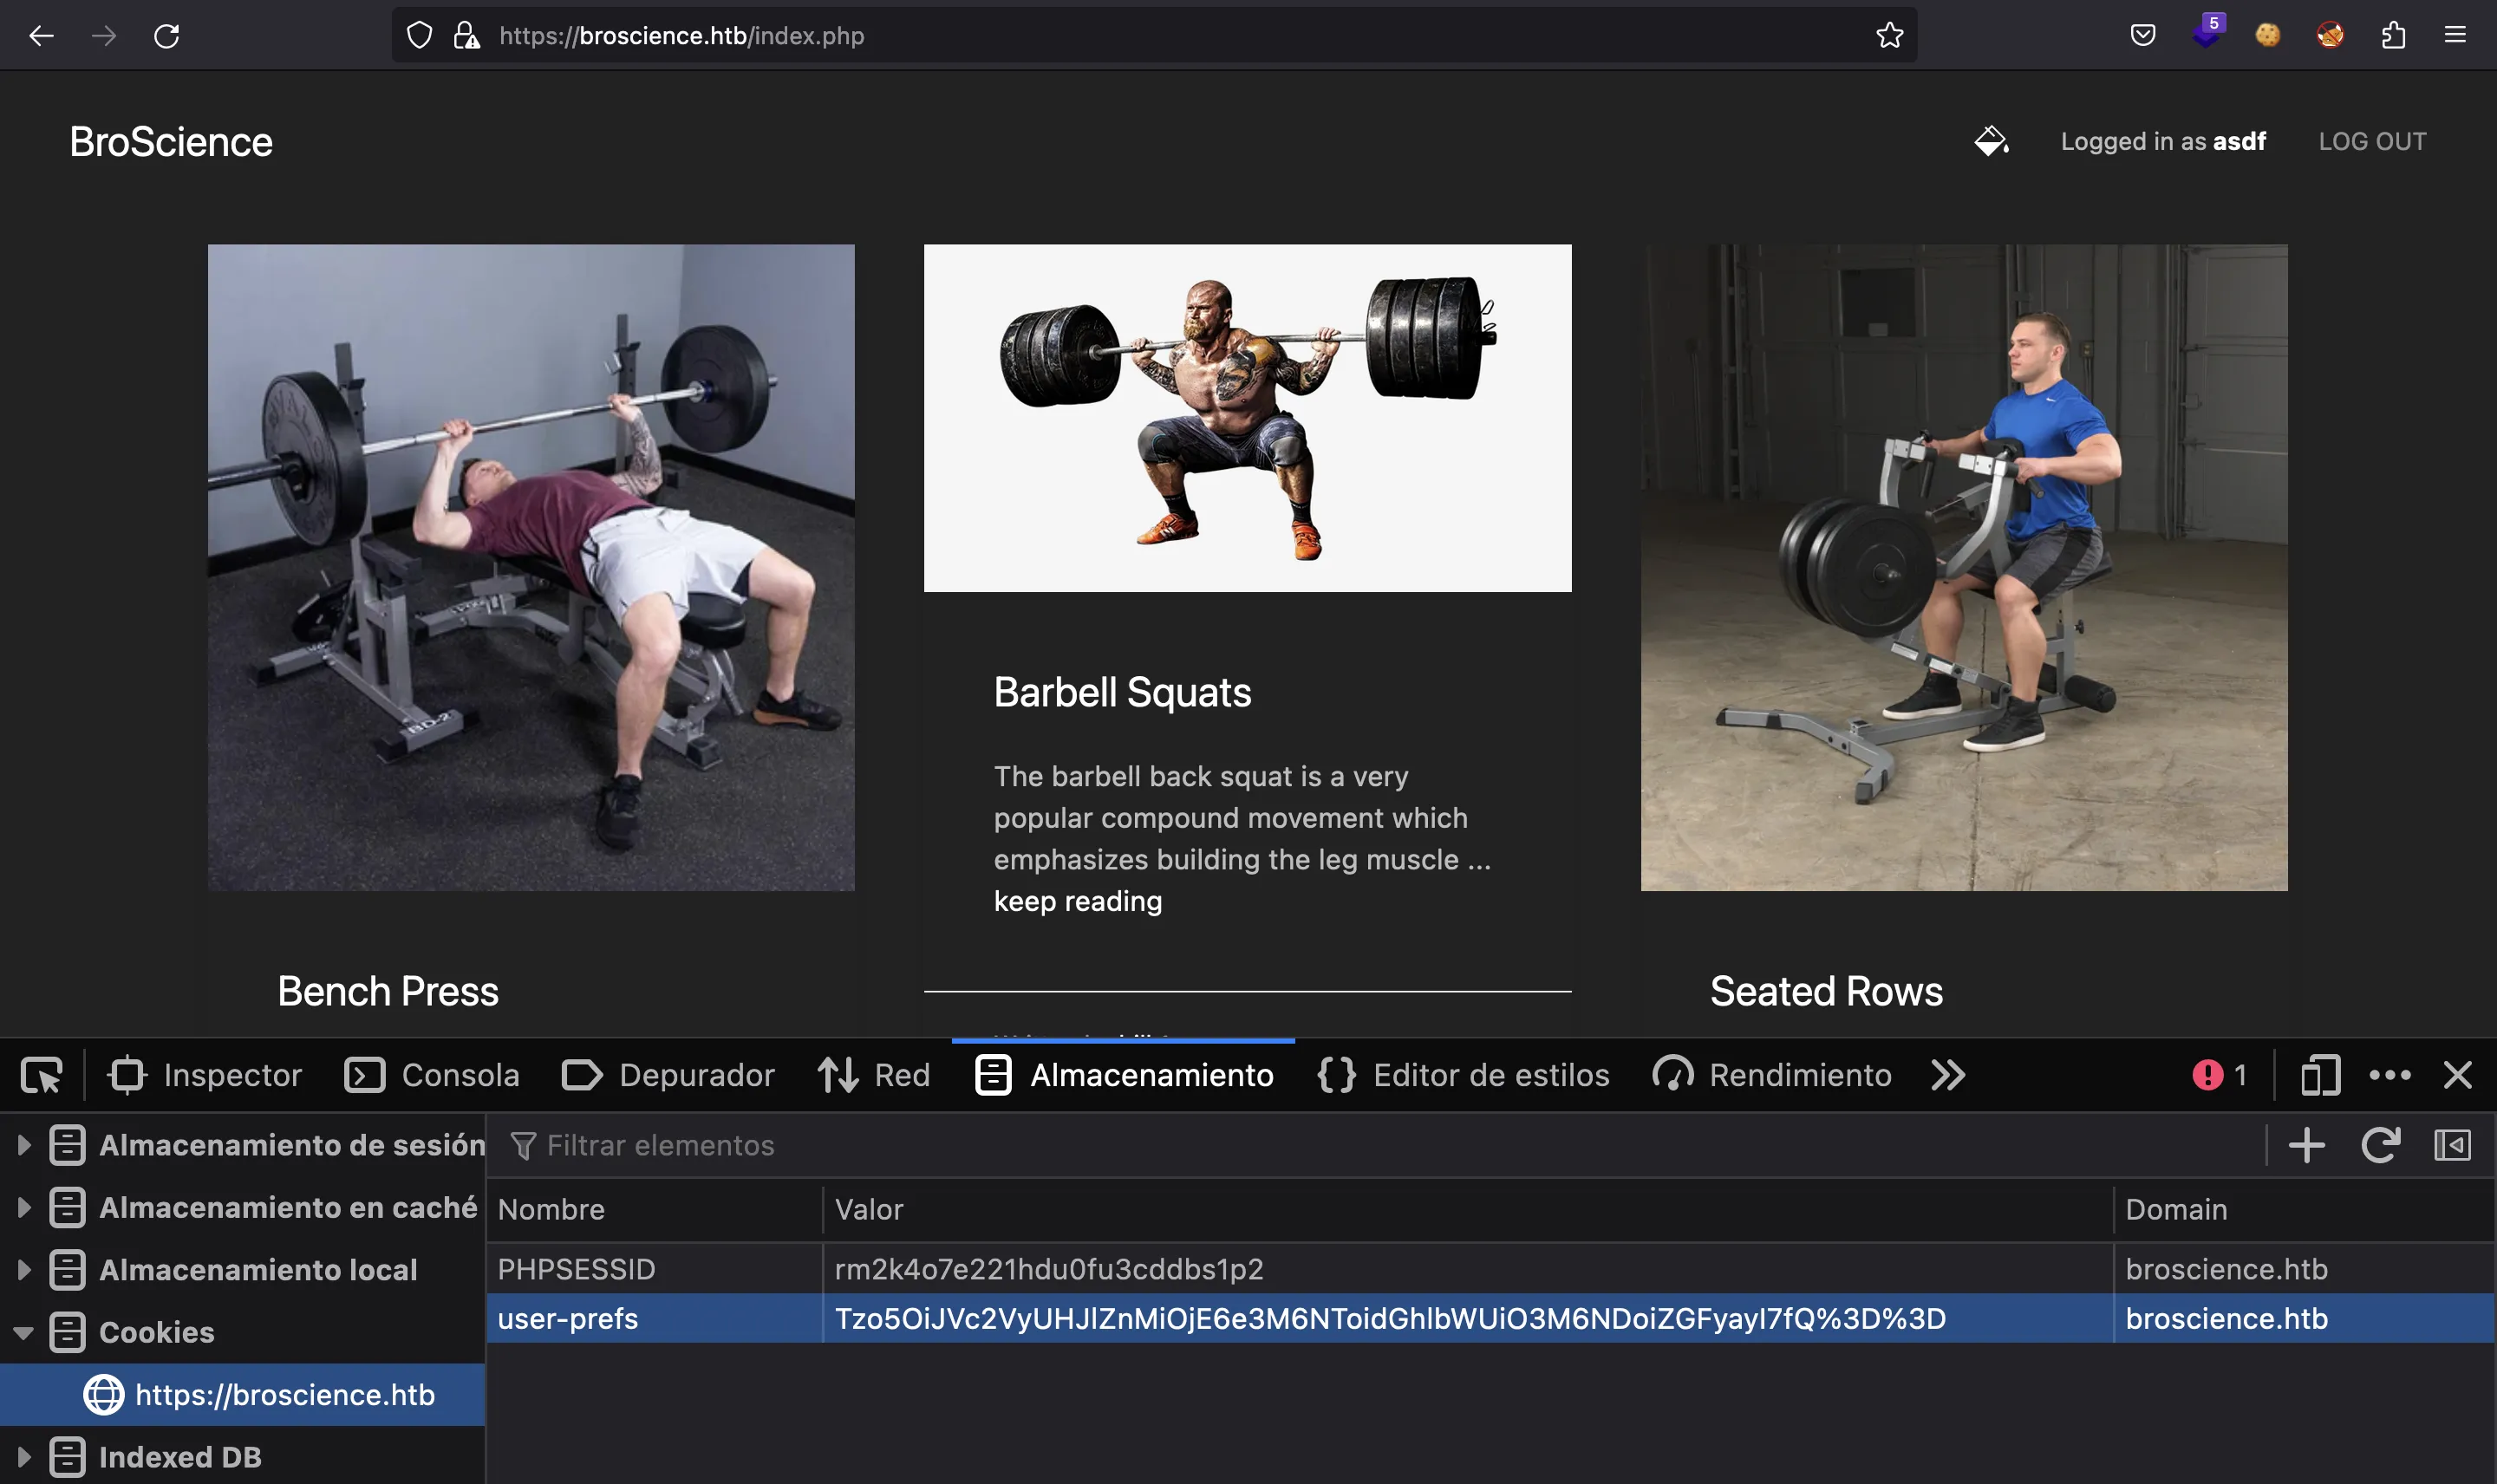 https://broscience.htb/index.php
5
BroScience
Logged in as asdf
LOG OUT
Barbell Squats
The barbell back squat is a very
popular compound movement which
emphasizes building the leg muscle ...
keep reading
Bench Press
Seated Rows
Inspector
Consola
Depurador
Red
Almacenamiento
Editor de estilos
Rendimiento
1
Almacenamiento de sesión
Almacenamiento en caché
Almacenamiento local
Cookies
https://broscience.htb
Indexed DB
Filtrar elementos
Nombre
Valor
Domain
PHPSESSID
rm2k4o7e221hdu0fu3cddbs1p2
broscience.htb
user-prefs
Tzo5OiJVc2VyUHJlZnMiOjE6e3M6NToidGhlbWUiO3M6NDoiZGFyayI7fQ%3D%3D
broscience.htb